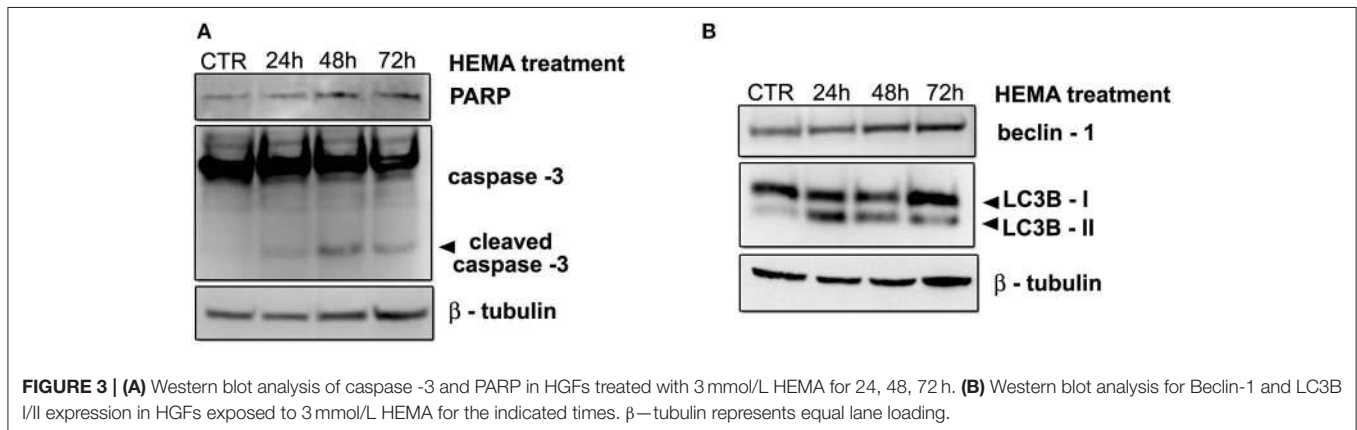 A
CTR 24h 48h 72h HEMA treatment
PARP
caspase -3
cleaved
caspase -3
β - tubulin
B
CTR 24h 48h 72h HEMA treatment
beclin - 1
LC3B - I
LC3B - II
β - tubulin
FIGURE 3 | (A) Western blot analysis of caspase -3 and PARP in HGFs treated with 3 mmol/L HEMA for 24, 48, 72 h. (B) Western blot analysis for Beclin-1 and LC3B
I/II expression in HGFs exposed to 3 mmol/L HEMA for the indicated times. β—tubulin represents equal lane loading.